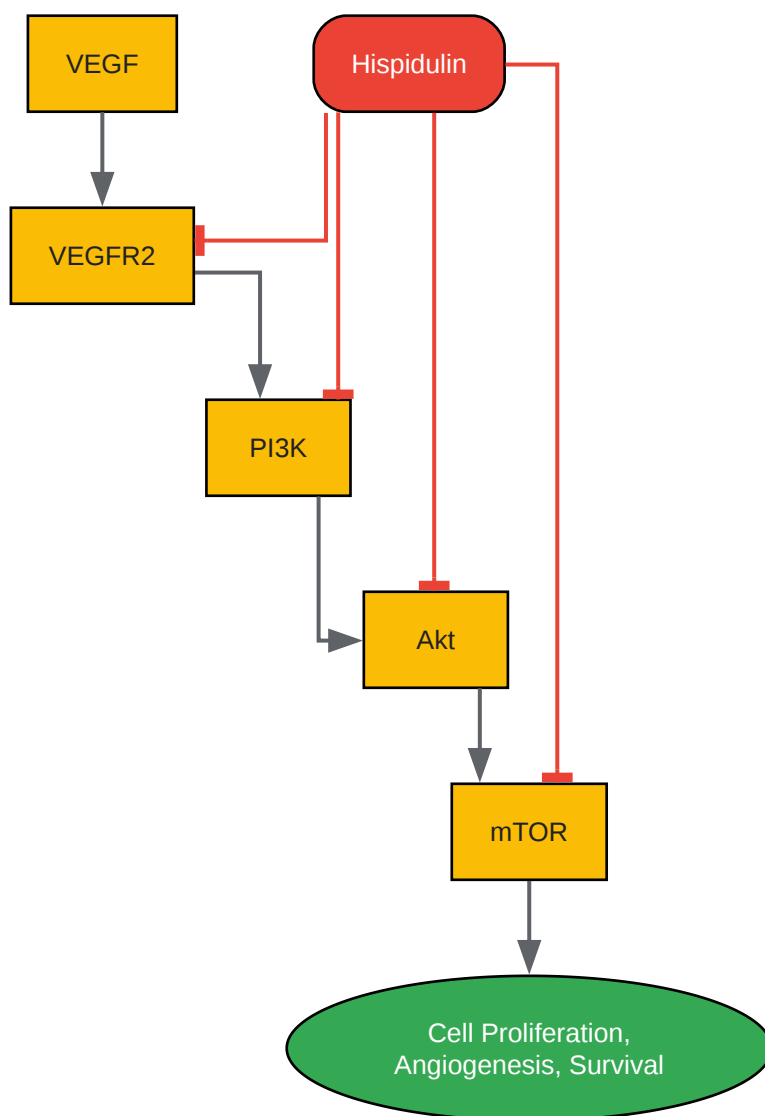 VEGF
Hispidulin
VEGFR2
PI3K
Akt
mTOR
Cell Proliferation,
Angiogenesis, Survival